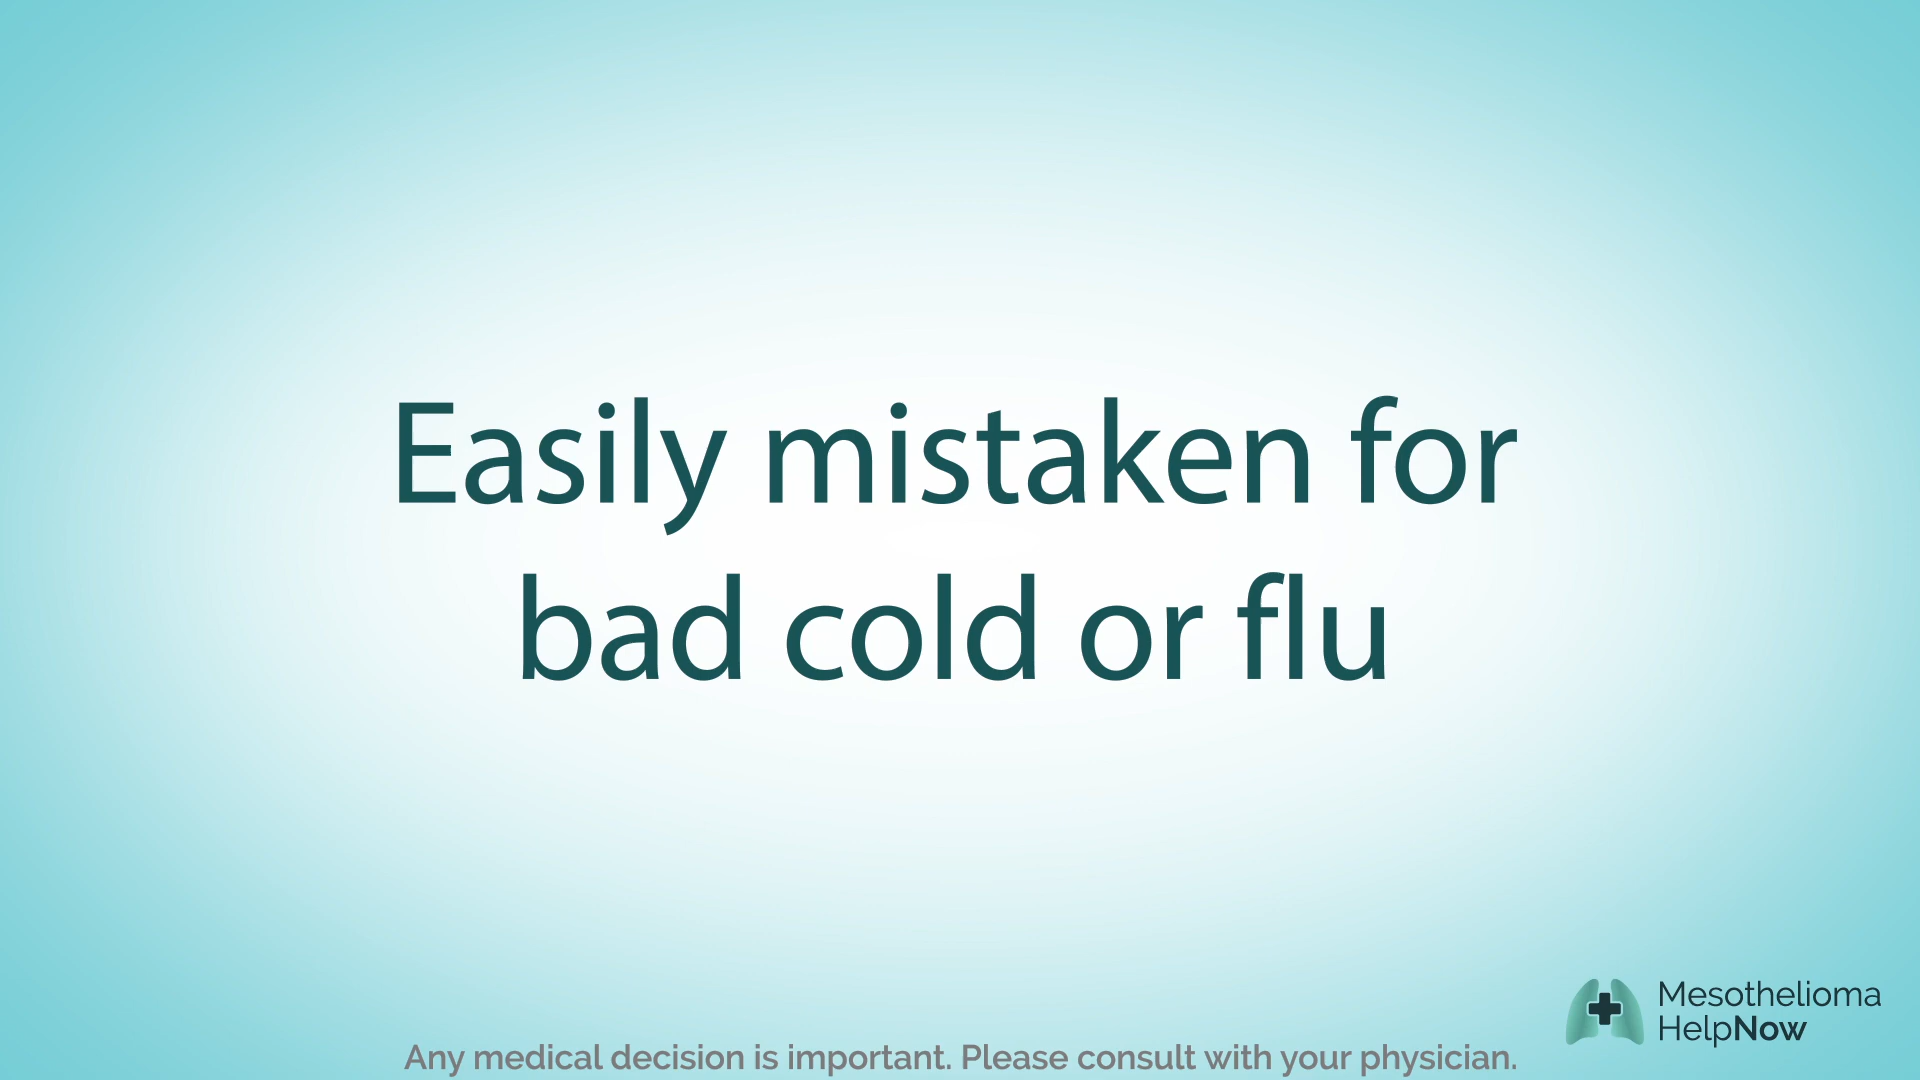 Easily mistaken for
bad cold or flu
Mesothelioma
HelpNow
Any medical decision is important. Please consult with your physician.